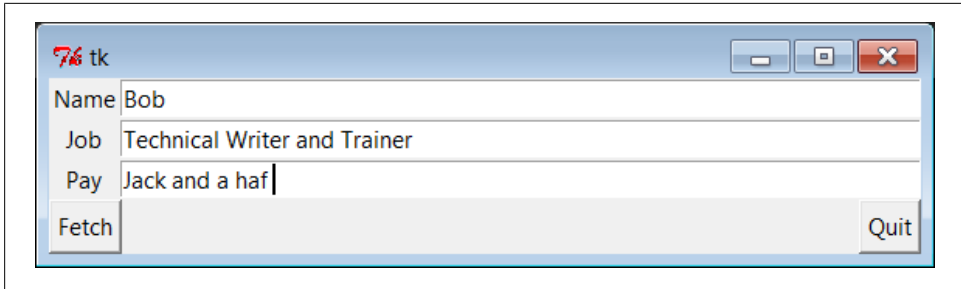 tk
Name Bob
Job Technical Writer and Trainer
Pay Jack and a haf
Fetch Quit